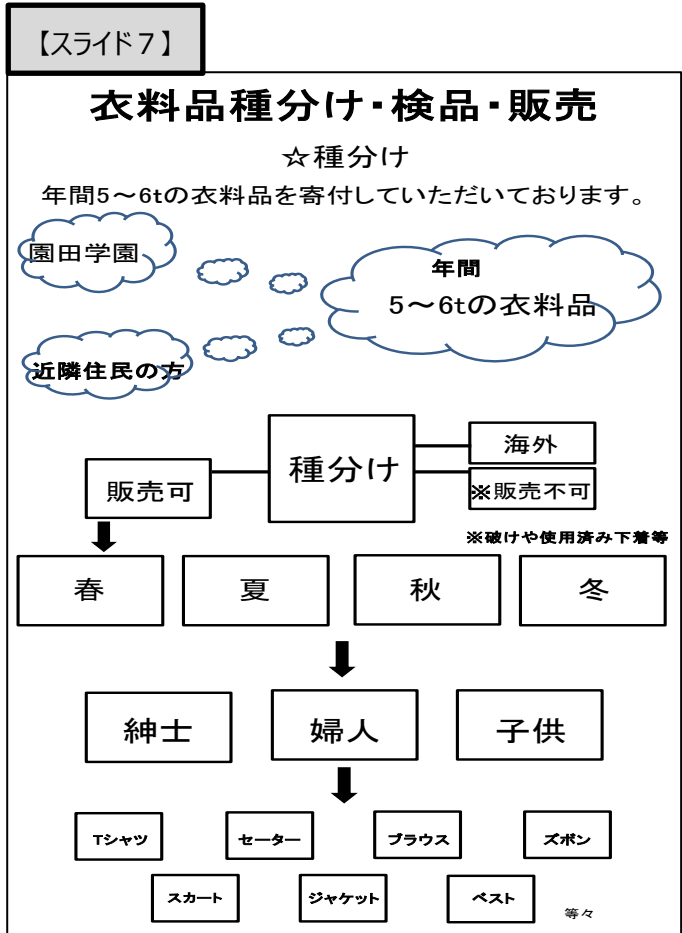 【スライド７】
衣料品種分け・検品・販売
☆種分け
年間5～6tの衣料品を寄付していただいております。
園田学園
年間
5～6tの衣料品
近隣住民の方
種分け
海外
販売可
※販売不可
※破けや使用済み下着等
春 夏 秋 冬
紳士 婦人 子供
Tシャツ セーター ブラウス ズボン
スカート ジャケット ベスト 等々